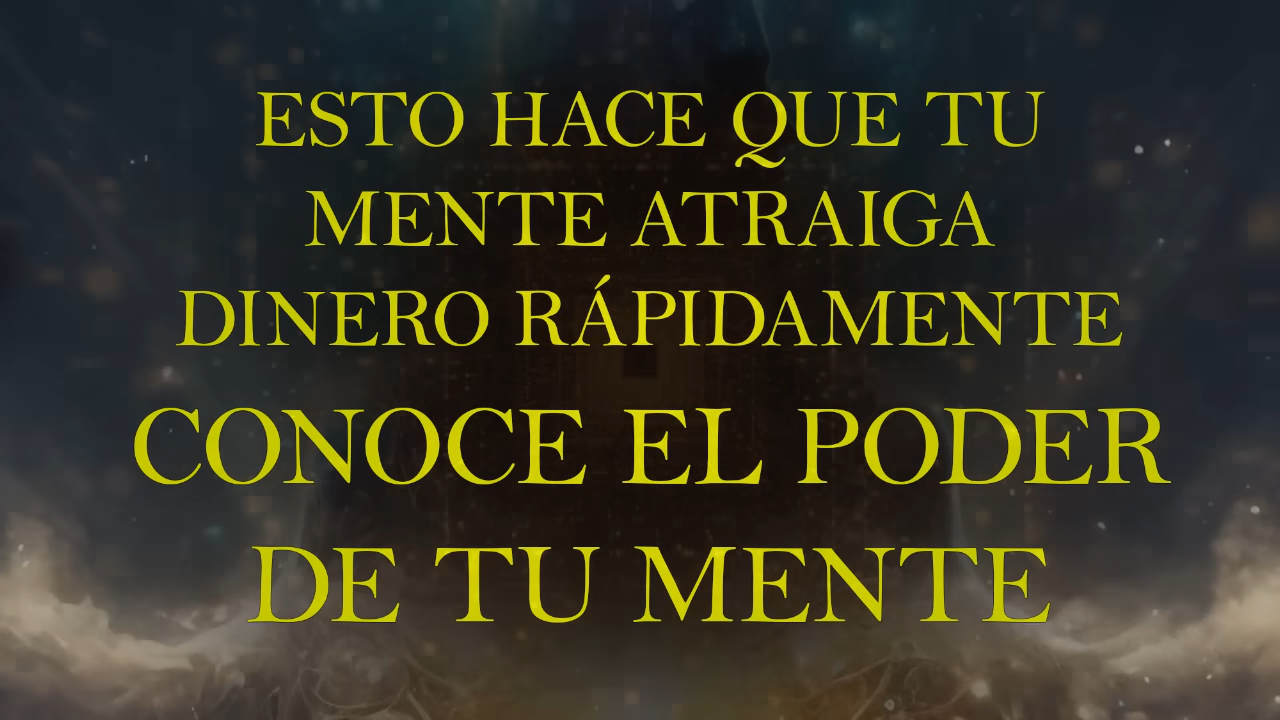 ESTO HACE QUE TU
MENTE ATRAIGA
DINERO RÁPIDAMENTE
CONOCE EL PODER
DE TU MENTE